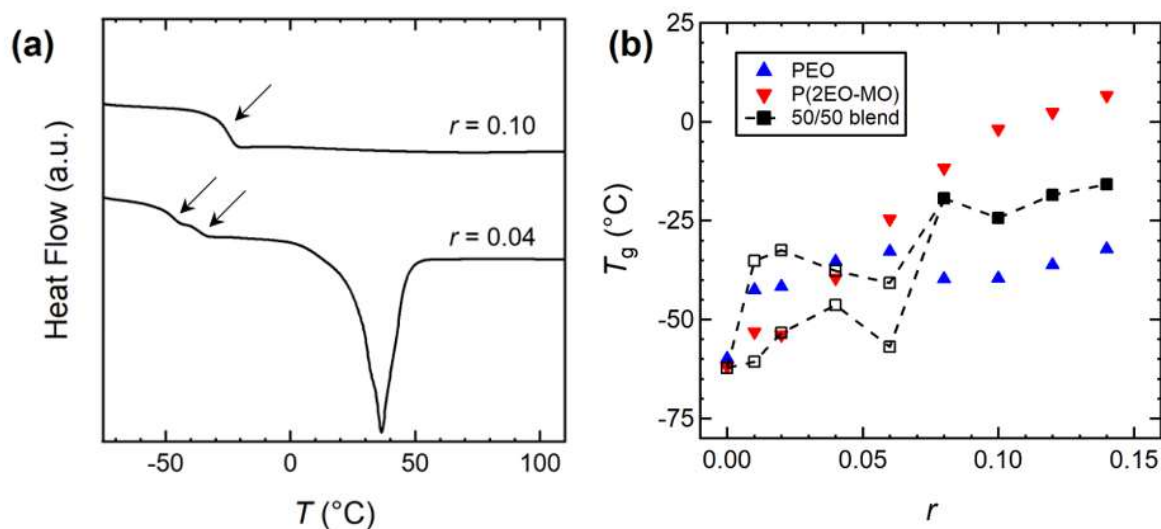 (a)
Heat Flow (a.u.)
r = 0.10
r = 0.04
-50
0
50
100
T (°C)
(b)
PEO
P(2EO-MO)
50/50 blend
25
0
-25
-50
-75
Tg (°C)
0.00
0.05
0.10
0.15
r